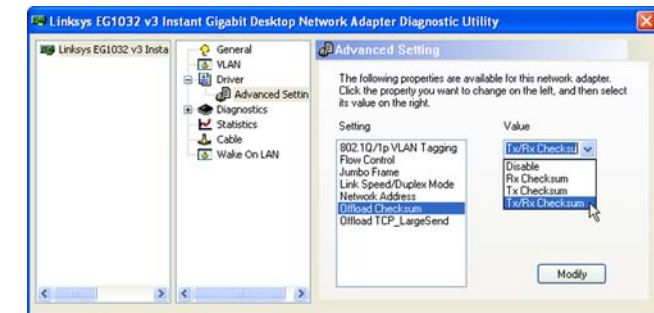 Linksys EG1032 v3 Instant Gigabit Desktop Network Adapter Diagnostic Utility
Linksys EG1032 v3 Insta
General
VLAN
Driver
Advanced Settin
Diagnostics
Statistics
Cable
Wake On LAN
Advanced Setting
The following properties are available for this network adapter.
Click the property you want to change on the left, and then select
its value on the right.
Setting
802.1Q/1p VLAN Tagging
Flow Control
Jumbo Frame
Link Speed/Duplex Mode
Network Address
Offload Checksum
Offload TCP_LargeSend
Value
Tx/Rx Checksu
Disable
Rx Checksum
Tx Checksum
Tx/Rx Checksum
Modify